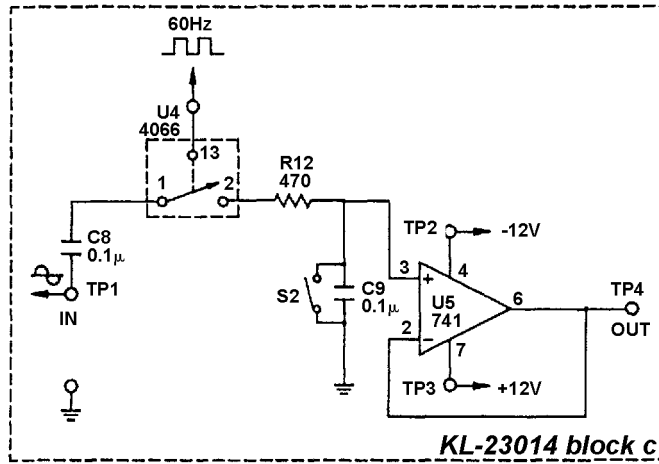 60Hz
U4
4066
13
1
2
R12
470
C8
0.1μ
TP1
IN
S2
C9
0.1μ
TP2
-12V
3
+
4
U5
741
6
2
−
7
TP3
+12V
TP4
OUT
KL-23014 block c